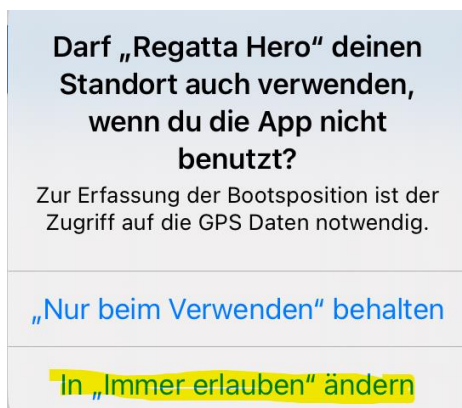 Darf „Regatta Hero“ deinen
Standort auch verwenden,
wenn du die App nicht
benutzt?
Zur Erfassung der Bootsposition ist der
Zugriff auf die GPS Daten notwendig.
„Nur beim Verwenden“ behalten
In „Immer erlauben“ ändern